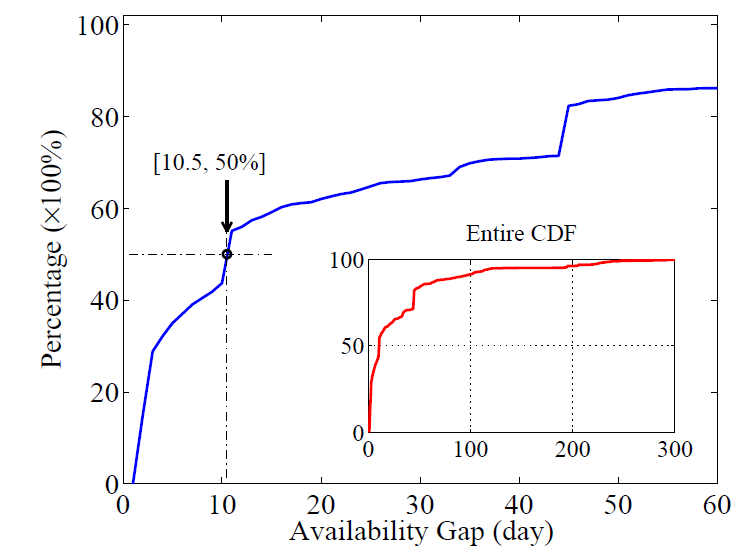 100
80
60
40
20
0
Percentage (×100%)
[10.5, 50%]
Entire CDF
100
50
0
0 100 200 300
0 10 20 30 40 50 60
Availability Gap (day)